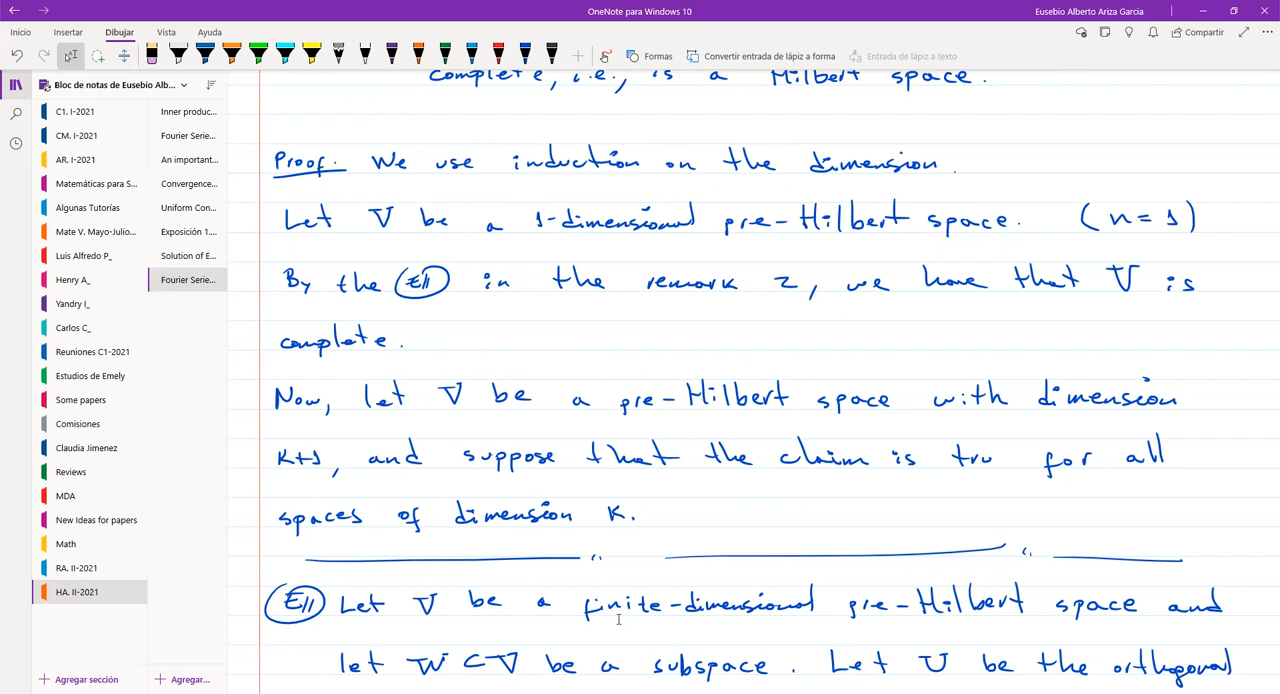 OneNote para Windows 10
Eusebio Alberto Ariza Garcia
Inicio Insertar Dibujar Vista Ayuda
Compartir
Formas
Convertir entrada de lápiz a forma
Entrada de lápiz a texto
Bloc de notas de Eusebio Alb...
C1. I-2021
CM. I-2021
AR. I-2021
Matemáticas para S...
Algunas Tutorías
Mate V. Mayo-Julio...
Luis Alfredo P_
Henry A_
Yandry I_
Carlos C_
Reuniones C1-2021
Estudios de Emely
Some papers
Comisiones
Claudia Jimenez
Reviews
MDA
New Ideas for papers
Math
RA. II-2021
HA. II-2021
Agregar sección
Inner produc...
Fourier Serie...
An important...
Convergence...
Uniform Con...
Exposición 1...
Solution of E...
Fourier Serie...
Agregar...
complete, i.e., is a Hilbert space.
Proof. We use induction on the dimension.
Let V be a 1-dimensional pre-Hilbert space. (n=1)
By the E|| in the remark 2, we have that V is
complete.
Now, let V be a pre-Hilbert space with dimension
k+1, and suppose that the claim is tru for all
spaces of dimension k.
E|| Let V be a finite-dimensional pre-Hilbert space and
let W ⊂ V be a subspace. Let U be the orthogonal